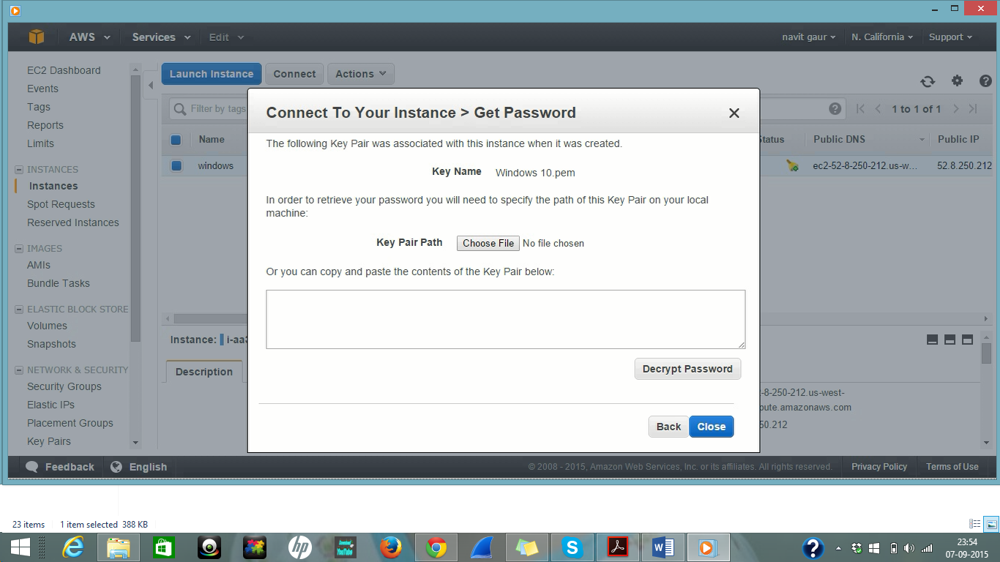 AWS Services Edit navit gaur N. California Support
EC2 Dashboard
Events
Tags
Reports
Limits
INSTANCES
Instances
Spot Requests
Reserved Instances
IMAGES
AMIs
Bundle Tasks
ELASTIC BLOCK STORE
Volumes
Snapshots
NETWORK & SECURITY
Security Groups
Elastic IPs
Placement Groups
Key Pairs
Launch Instance Connect Actions
Filter by tags
1 to 1 of 1
Name Status Public DNS Public IP
windows ec2-52-8-250-212.us-w... 52.8.250.212
Connect To Your Instance > Get Password
The following Key Pair was associated with this instance when it was created.
Key Name Windows 10.pem
In order to retrieve your password you will need to specify the path of this Key Pair on your local
machine:
Key Pair Path Choose File No file chosen
Or you can copy and paste the contents of the Key Pair below:
Decrypt Password
Back Close
Instance: i-aa3
Description
-8-250-212.us-west-
pute.amazonaws.com
50.212
Feedback English © 2008 - 2015, Amazon Web Services, Inc. or its affiliates. All rights reserved. Privacy Policy Terms of Use
23 items 1 item selected 388 KB
hp
23:54
07-09-2015